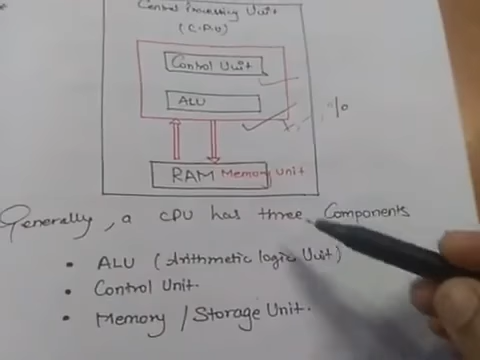 Central Processing Unit
(C.P.U)
Control Unit
ALU
I/O
RAM Memory Unit
Generally, a CPU has three Components
• ALU (Arithmetic logic Unit)
• Control Unit.
• Memory / Storage Unit.